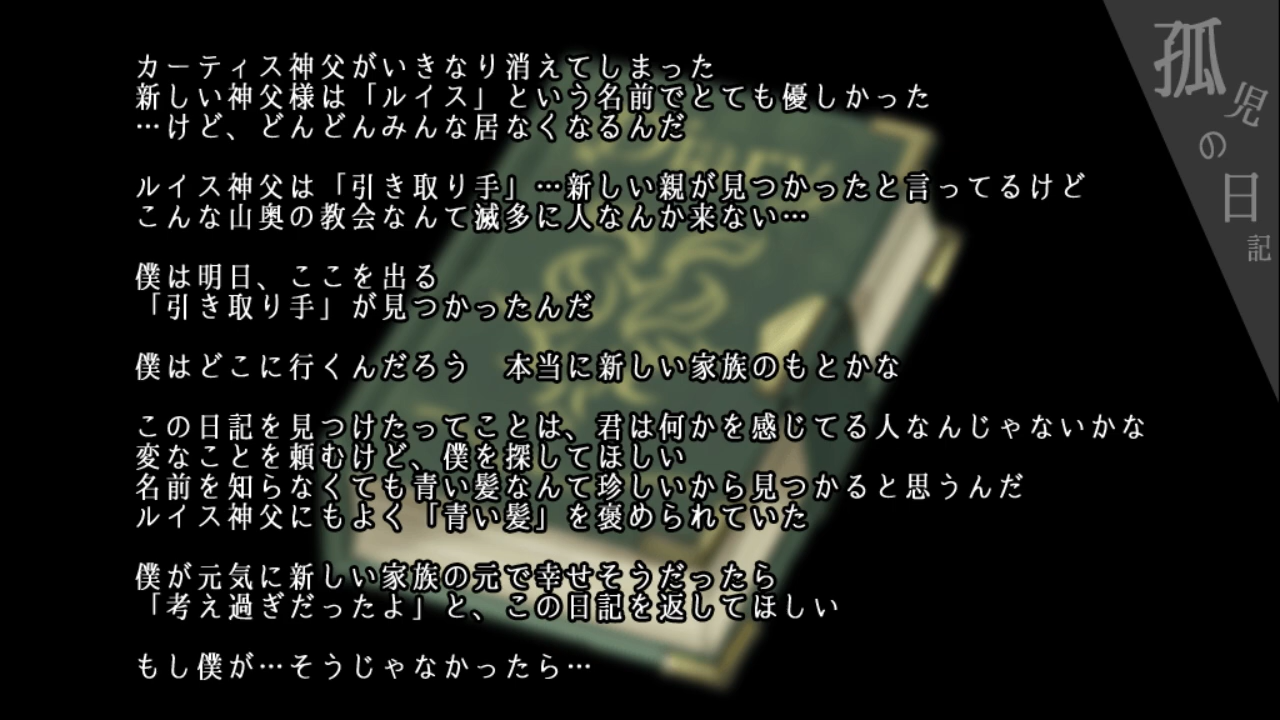 孤児の日記
カーティス神父がいきなり消えてしまった
新しい神父様は「ルイス」という名前でとても優しかった
…けど、どんどんみんな居なくなるんだ
ルイス神父は「引き取り手」…新しい親が見つかったと言ってるけど
こんな山奥の教会なんて滅多に人なんか来ない…
僕は明日、ここを出る
「引き取り手」が見つかったんだ
僕はどこに行くんだろう　本当に新しい家族のもとかな
この日記を見つけたってことは、君は何かを感じてる人なんじゃないかな
変なことを頼むけど、僕を探してほしい
名前を知らなくても青い髪なんて珍しいから見つかると思うんだ
ルイス神父にもよく「青い髪」を褒められていた
僕が元気に新しい家族の元で幸せそうだったら
「考え過ぎだったよ」と、この日記を返してほしい
もし僕が…そうじゃなかったら…